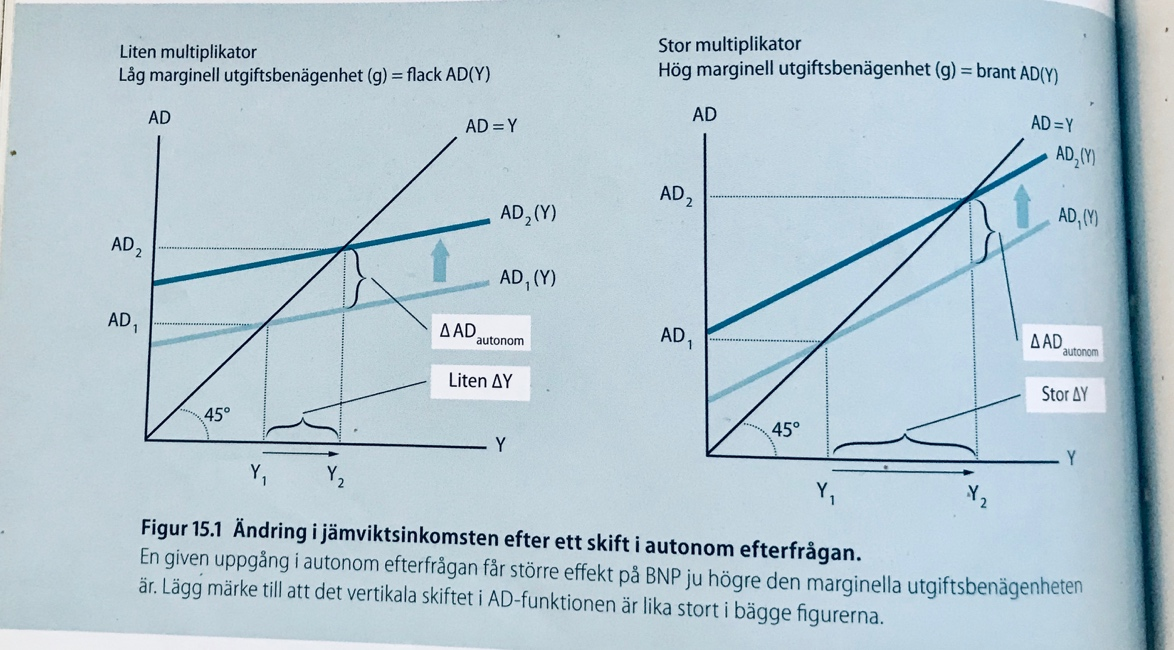 Liten multiplikator
Låg marginell utgiftsbenägenhet (g) = flack AD(Y)
AD
AD = Y
AD₂(Y)
AD₂
AD₁(Y)
AD₁
Δ AD autonom
Liten ΔY
45°
Y
Y₁
Y₂
Stor multiplikator
Hög marginell utgiftsbenägenhet (g) = brant AD(Y)
AD
AD = Y
AD₂(Y)
AD₂
AD₁(Y)
AD₁
Δ AD autonom
Stor ΔY
45°
Y
Y₁
Y₂
Figur 15.1 Ändring i jämviktsinkomsten efter ett skift i autonom efterfrågan.
En given uppgång i autonom efterfrågan får större effekt på BNP ju högre den marginella utgiftsbenägenheten
är. Lägg märke till att det vertikala skiftet i AD-funktionen är lika stort i bägge figurerna.